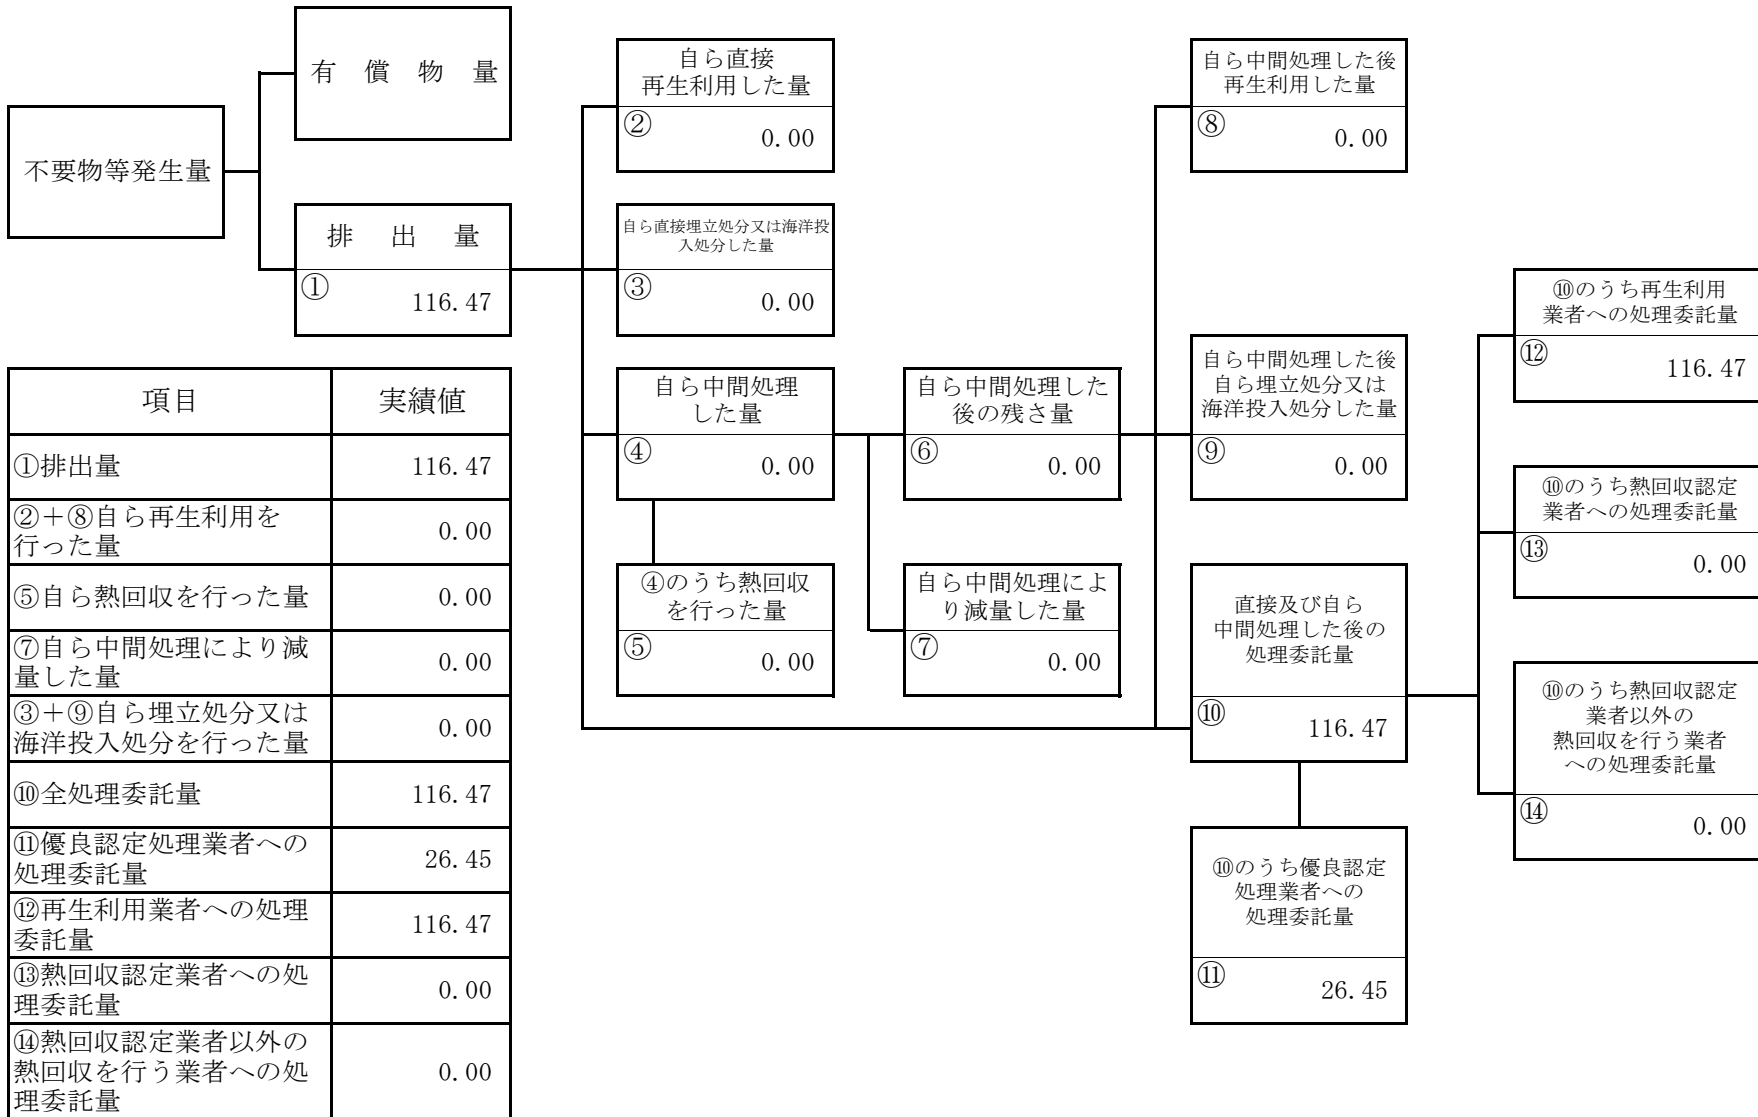 有償物量
不要物等発生量
排出量
①
116.47
自ら直接
再生利用した量
②
0.00
自ら直接埋立処分又は海洋投
入処分した量
③
0.00
自ら中間処理
した量
④
0.00
④のうち熱回収
を行った量
⑤
0.00
自ら中間処理した
後の残さ量
⑥
0.00
自ら中間処理によ
り減量した量
⑦
0.00
自ら中間処理した後
再生利用した量
⑧
0.00
自ら中間処理した後
自ら埋立処分又は
海洋投入処分した量
⑨
0.00
直接及び自ら
中間処理した後の
処理委託量
⑩
116.47
⑩のうち優良認定
処理業者への
処理委託量
⑪
26.45
⑩のうち再生利用
業者への処理委託量
⑫
116.47
⑩のうち熱回収認定
業者への処理委託量
⑬
0.00
⑩のうち熱回収認定
業者以外の
熱回収を行う業者
への処理委託量
⑭
0.00
項目 実績値
①排出量 116.47
②＋⑧自ら再生利用を
行った量 0.00
⑤自ら熱回収を行った量 0.00
⑦自ら中間処理により減
量した量 0.00
③＋⑨自ら埋立処分又は
海洋投入処分を行った量 0.00
⑩全処理委託量 116.47
⑪優良認定処理業者への
処理委託量 26.45
⑫再生利用業者への処理
委託量 116.47
⑬熱回収認定業者への処
理委託量 0.00
⑭熱回収認定業者以外の
熱回収を行う業者への処
理委託量 0.00